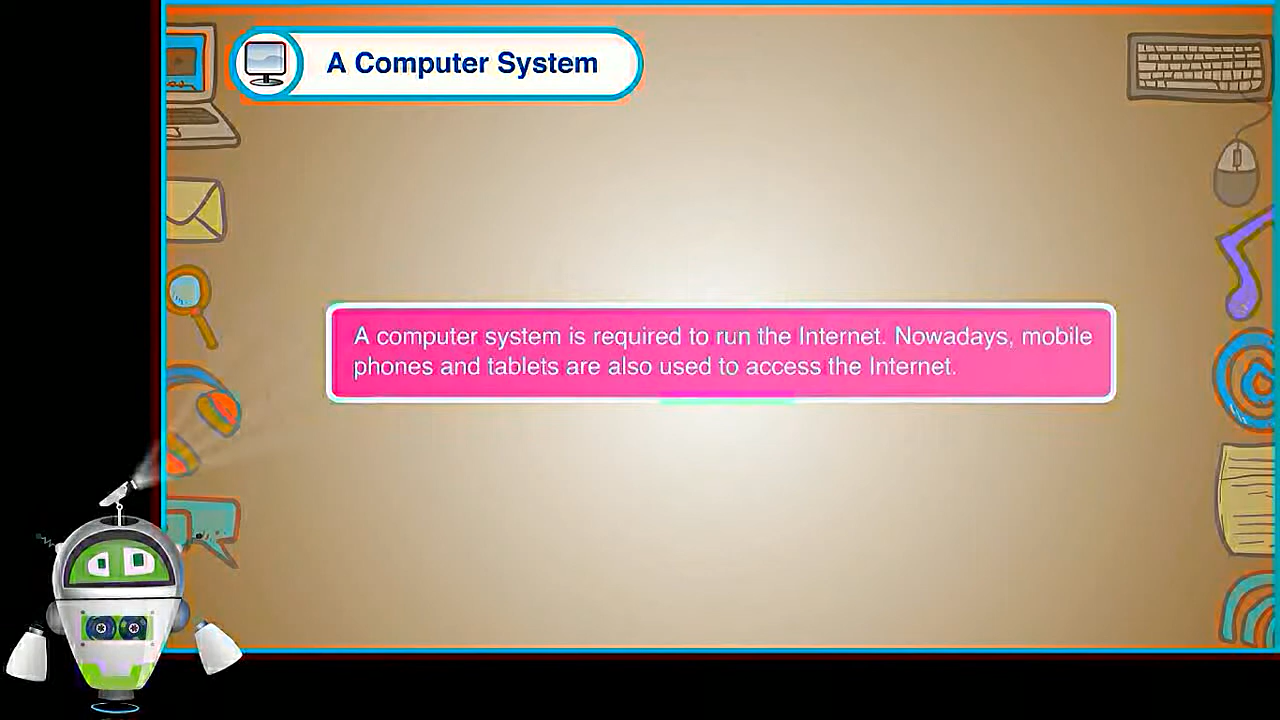 A Computer System
A computer system is required to run the Internet. Nowadays, mobile
phones and tablets are also used to access the Internet.